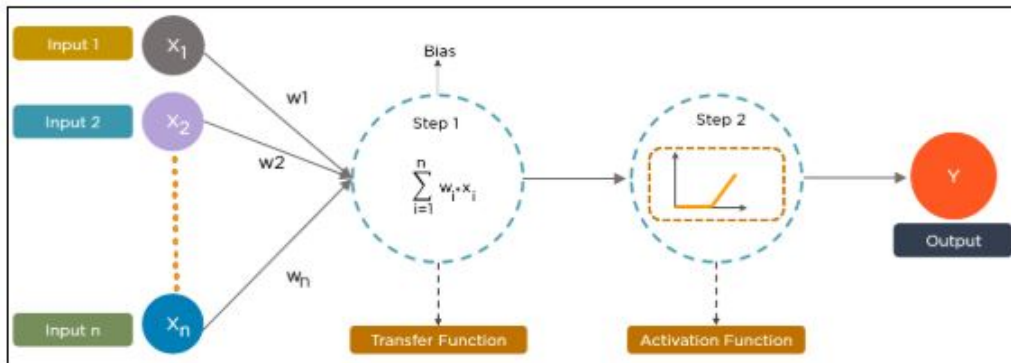 Input 1
X1
Bias
w1
Input 2
X2
Step 1
Step 2
w2
n
∑ wi*xi
i=1
Y
Output
wn
Input n
Xn
Transfer Function
Activation Function